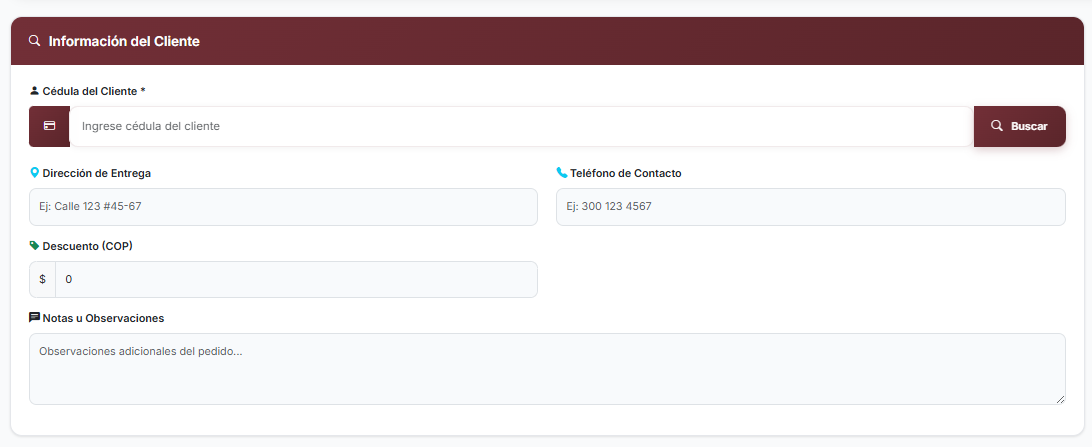 Información del Cliente
Cédula del Cliente *
Ingrese cédula del cliente
Buscar
Dirección de Entrega
Teléfono de Contacto
Ej: Calle 123 #45-67
Ej: 300 123 4567
Descuento (COP)
$ 0
Notas u Observaciones
Observaciones adicionales del pedido...